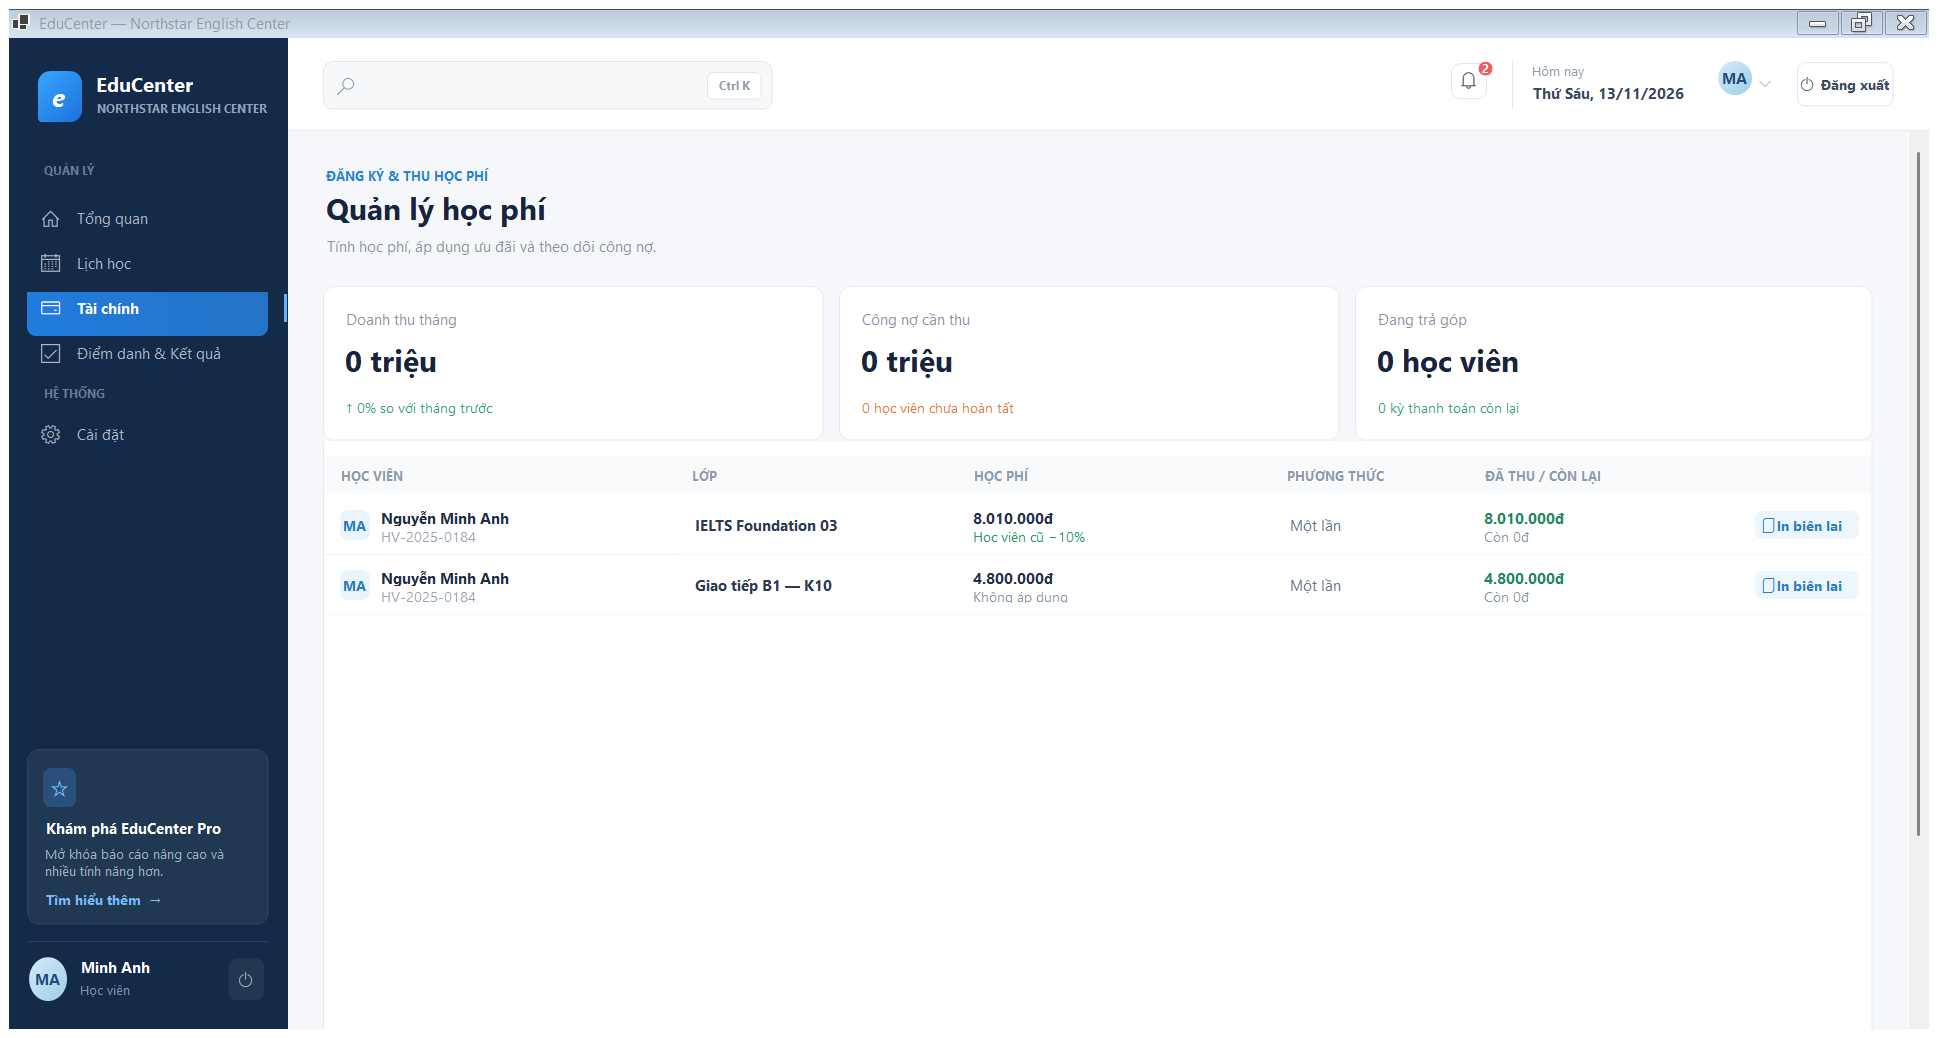 EduCenter — Northstar English Center
e
EduCenter
NORTHSTAR ENGLISH CENTER
QUẢN LÝ
Tổng quan
Lịch học
Tài chính
Điểm danh & Kết quả
HỆ THỐNG
Cài đặt
Khám phá EduCenter Pro
Mở khóa báo cáo nâng cao và
nhiều tính năng hơn.
Tìm hiểu thêm →
MA
Minh Anh
Học viên
Ctrl K
2
Hôm nay
Thứ Sáu, 13/11/2026
MA
Đăng xuất
ĐĂNG KÝ & THU HỌC PHÍ
Quản lý học phí
Tính học phí, áp dụng ưu đãi và theo dõi công nợ.
Doanh thu tháng
0 triệu
↑ 0% so với tháng trước
Công nợ cần thu
0 triệu
0 học viên chưa hoàn tất
Đang trả góp
0 học viên
0 kỳ thanh toán còn lại
HỌC VIÊN LỚP HỌC PHÍ PHƯƠNG THỨC ĐÃ THU / CÒN LẠI
MA Nguyễn Minh Anh
HV-2025-0184
IELTS Foundation 03
8.010.000đ
Học viên cũ −10%
Một lần
8.010.000đ
Còn 0đ
In biên lai
MA Nguyễn Minh Anh
HV-2025-0184
Giao tiếp B1 — K10
4.800.000đ
Không áp dụng
Một lần
4.800.000đ
Còn 0đ
In biên lai